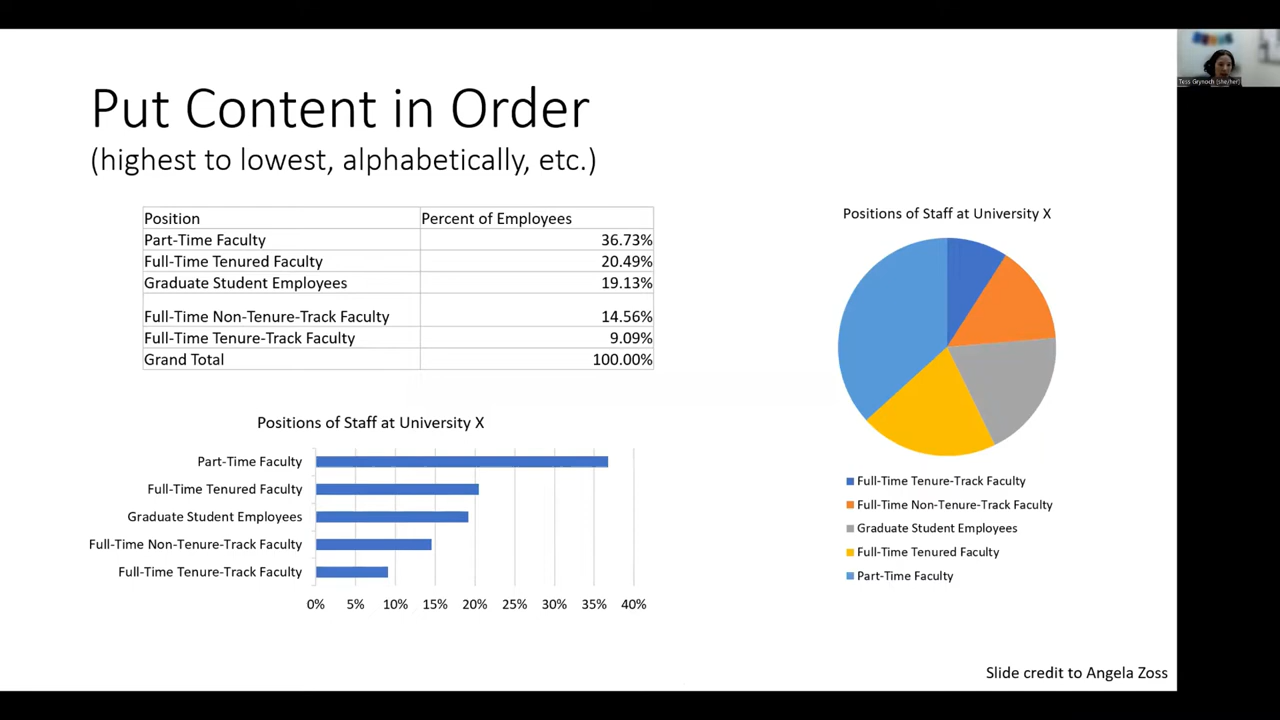 Put Content in Order
(highest to lowest, alphabetically, etc.)
Tess Grynoch (she/her)
Position Percent of Employees
Part-Time Faculty 36.73%
Full-Time Tenured Faculty 20.49%
Graduate Student Employees 19.13%
Full-Time Non-Tenure-Track Faculty 14.56%
Full-Time Tenure-Track Faculty 9.09%
Grand Total 100.00%
Positions of Staff at University X
Part-Time Faculty
Full-Time Tenured Faculty
Graduate Student Employees
Full-Time Non-Tenure-Track Faculty
Full-Time Tenure-Track Faculty
0% 5% 10% 15% 20% 25% 30% 35% 40%
Positions of Staff at University X
Full-Time Tenure-Track Faculty
Full-Time Non-Tenure-Track Faculty
Graduate Student Employees
Full-Time Tenured Faculty
Part-Time Faculty
Slide credit to Angela Zoss